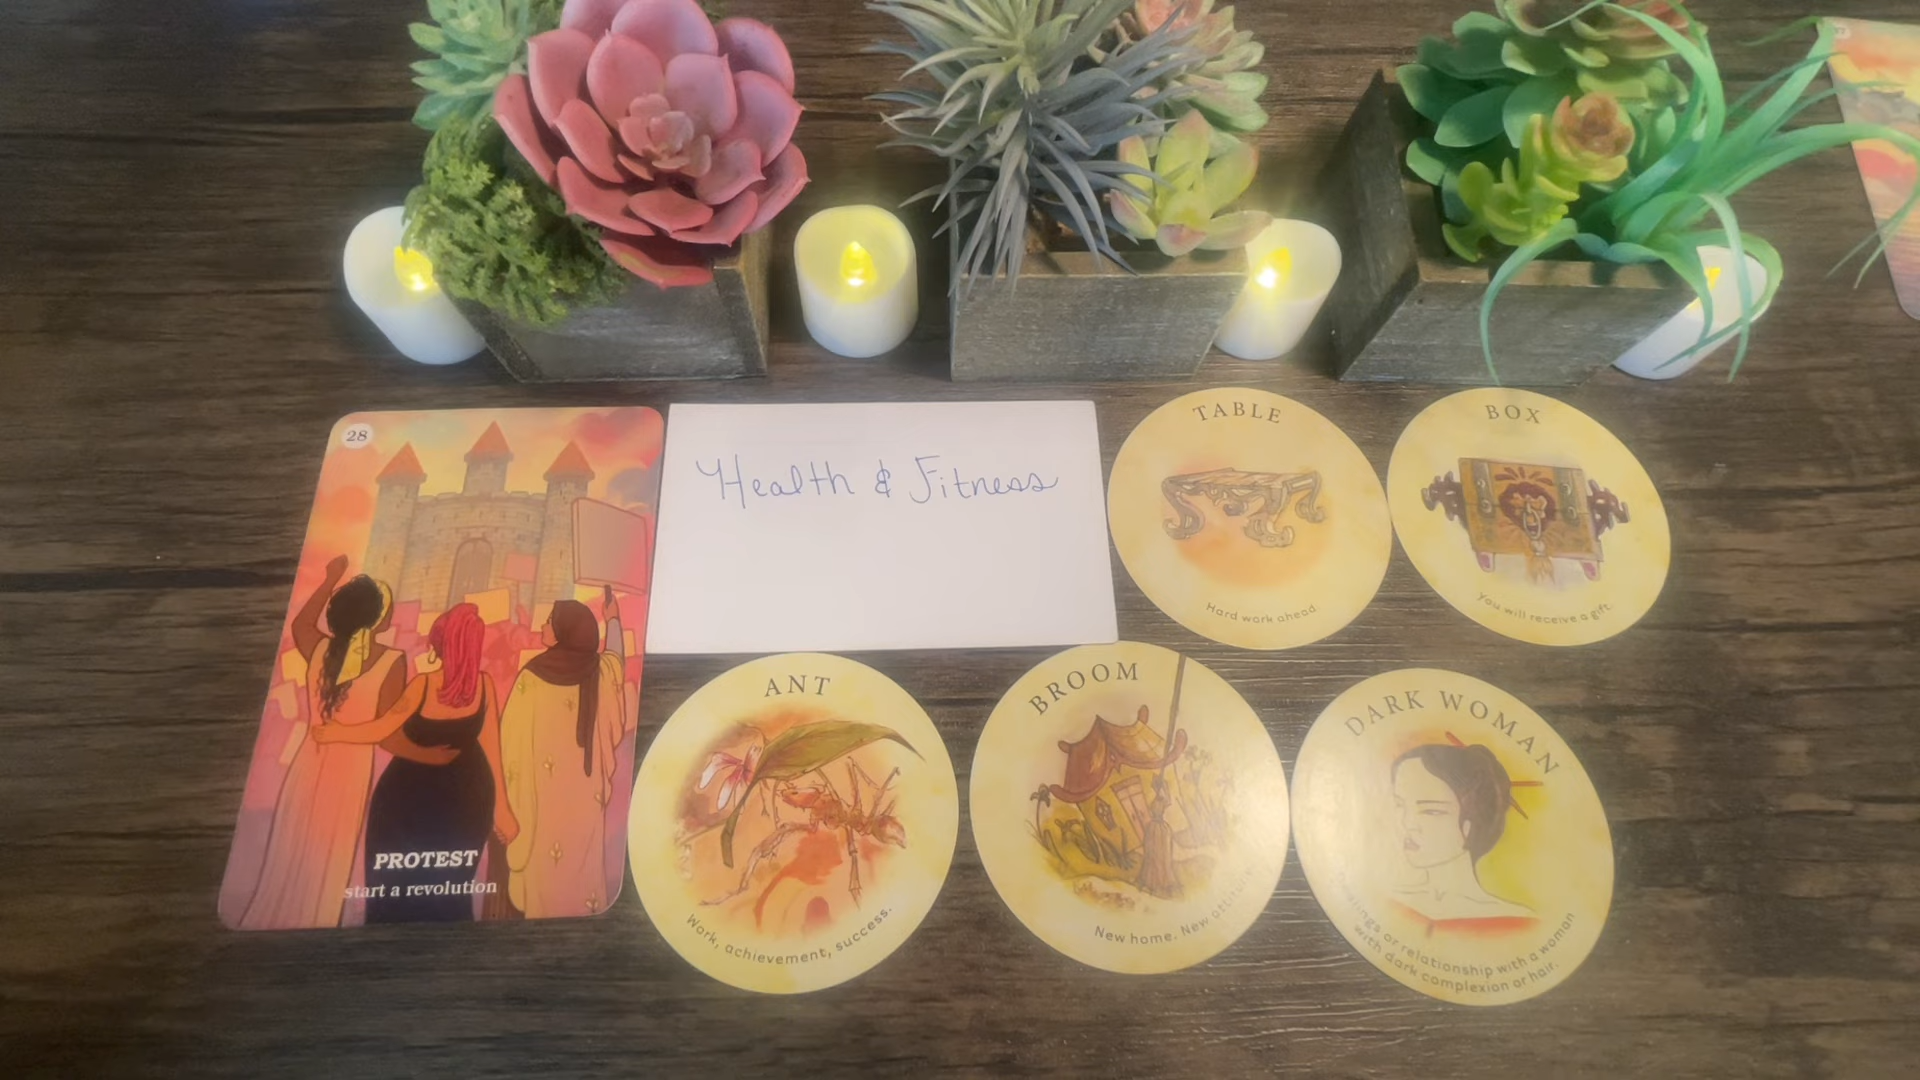 28
PROTEST
start a revolution
Health & Fitness
TABLE
Hard work ahead
BOX
You will receive a gift.
ANT
Work, achievement, success.
BROOM
New home. New attitude.
DARK WOMAN
or relationship with a woman
with dark complexion or hair.